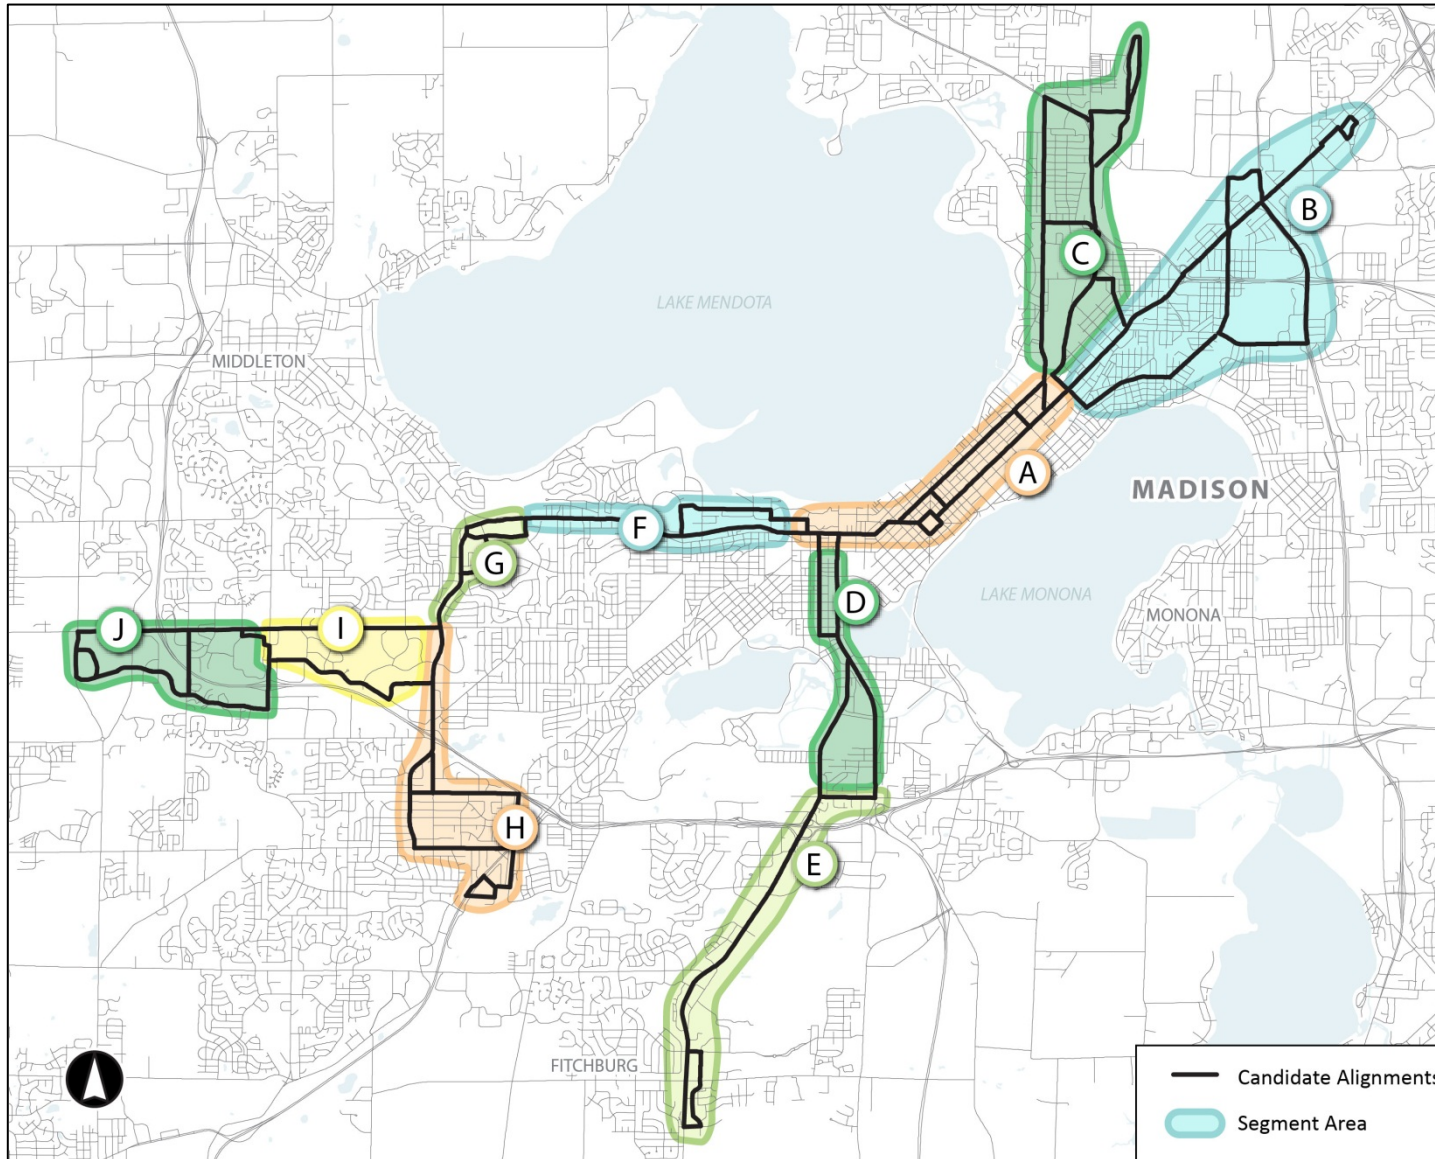 B
C
LAKE MENDOTA
MIDDLETON
A
MADISON
F
G
D
LAKE MONONA
MONONA
J
I
H
E
FITCHBURG
Candidate Alignments
Segment Area